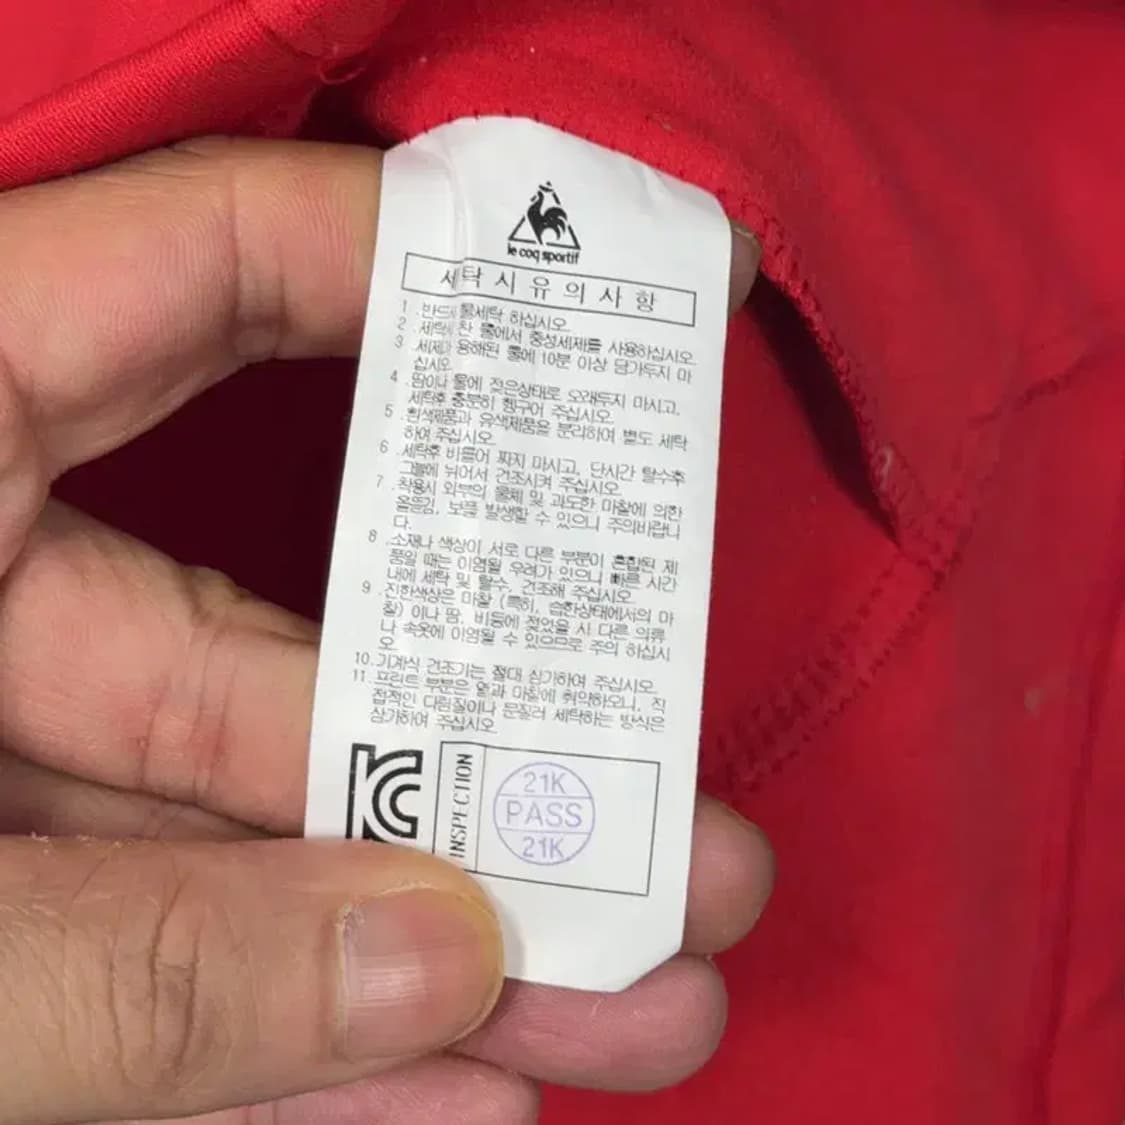 le coq sportif
세탁시유의사항
1. 반드시 물세탁 하십시오
2. 세탁시 찬 물에서 중성세제를 사용하십시오
3. 세제가 용해된 물에 10분 이상 담가두지 마
십시오
4. 땀이나 물에 젖은상태로 오래두지 마시고,
세탁후 충분히 헹구어 주십시오.
5. 흰색제품과 유색제품을 분리하여 별도 세탁
하여 주십시오
6. 세탁후 비틀어 짜지 마시고, 단시간 탈수후
그늘에 뉘어서 건조시켜 주십시오.
7. 착용시 외부의 물체 및 과도한 마찰에 의한
올뜯김, 보풀 발생할 수 있으니 주의바랍니
다.
8. 소재나 색상이 서로 다른 부분이 혼합된 제
품일 때는 이염될 우려가 있으니 빠른 시간
내에 세탁 및 탈수, 건조해 주십시오.
9. 진한색상은 마찰 (특히, 습한상태에서의 마
찰) 이나 땀, 비등에 젖었을 시 다른 의류
나 속옷에 이염될 수 있으므로 주의 하십시
오.
10. 기계식 건조기는 절대 삼가하여 주십시오.
11. 프린트 부분은 열과 마찰에 취약하오니, 직
접적인 다림질이나 문질러 세탁하는 방식은
삼가하여 주십시오
KC
INSPECTION
21K
PASS
21K